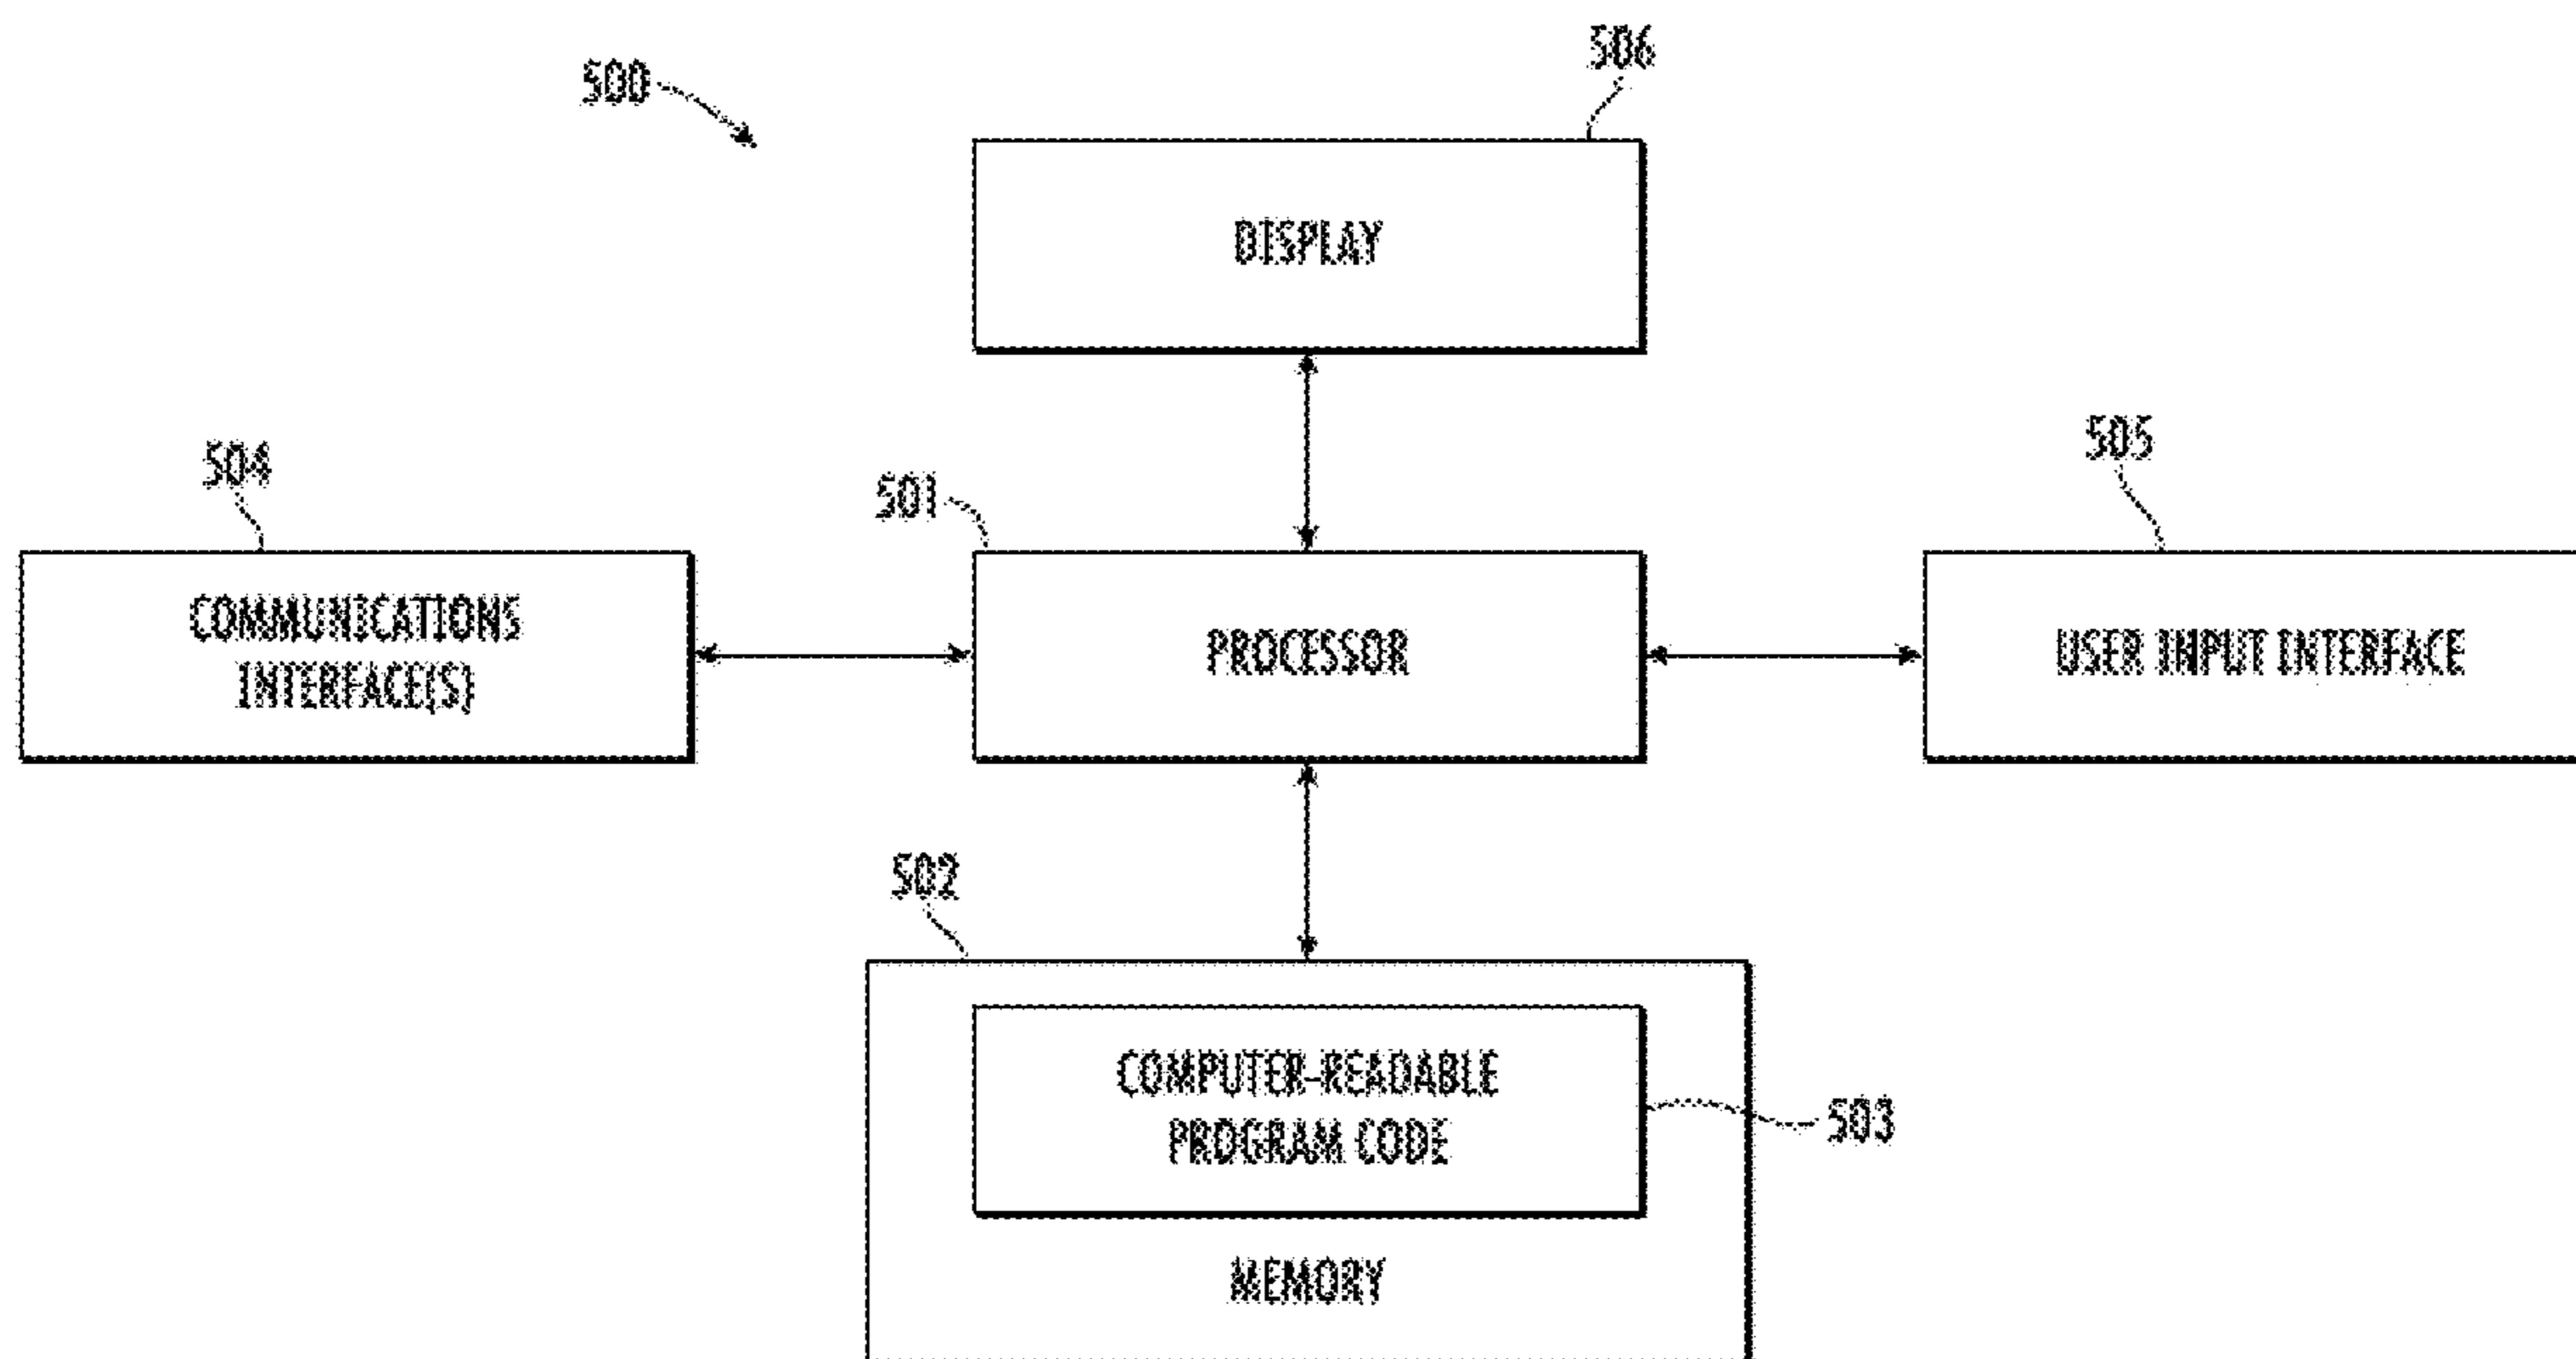 506
500
DISPLAY
504
501
505
COMMUNICATIONS
INTERFACE(S)
PROCESSOR
USER INPUT INTERFACE
502
COMPUTER-READABLE
PROGRAM CODE
503
MEMORY